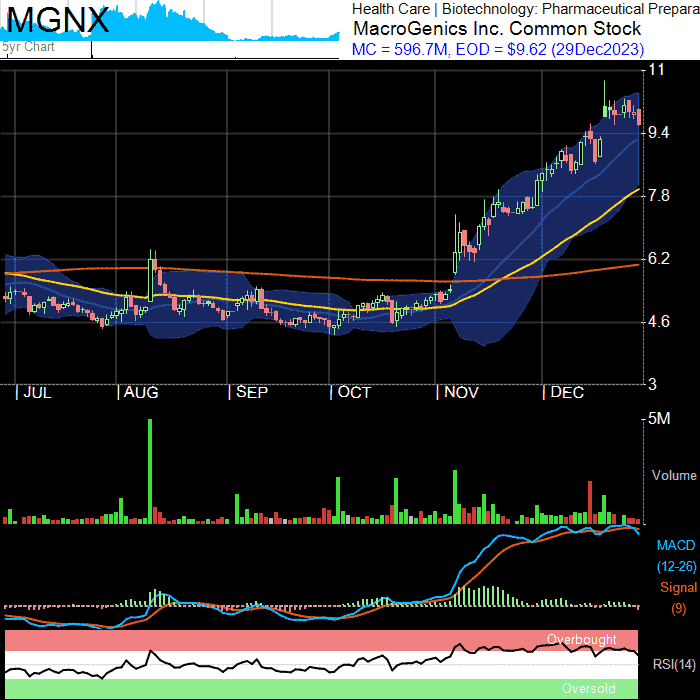 MGNX
5yr Chart
Health Care | Biotechnology: Pharmaceutical Prepara
MacroGenics Inc. Common Stock
MC = 596.7M, EOD = $9.62 (29Dec2023)
11
9.4
7.8
6.2
4.6
3
JUL AUG SEP OCT NOV DEC
5M
Volume
MACD
(12-26)
Signal
(9)
Overbought
RSI(14)
Oversold